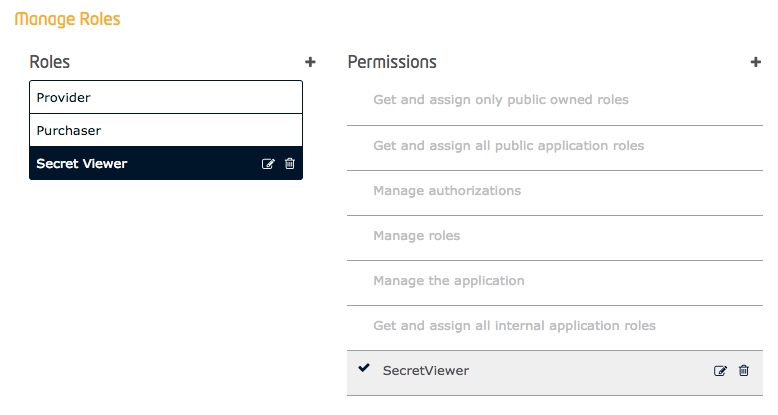 Manage Roles
Roles
Provider
Purchaser
Secret Viewer
Permissions
Get and assign only public owned roles
Get and assign all public application roles
Manage authorizations
Manage roles
Manage the application
Get and assign all internal application roles
SecretViewer